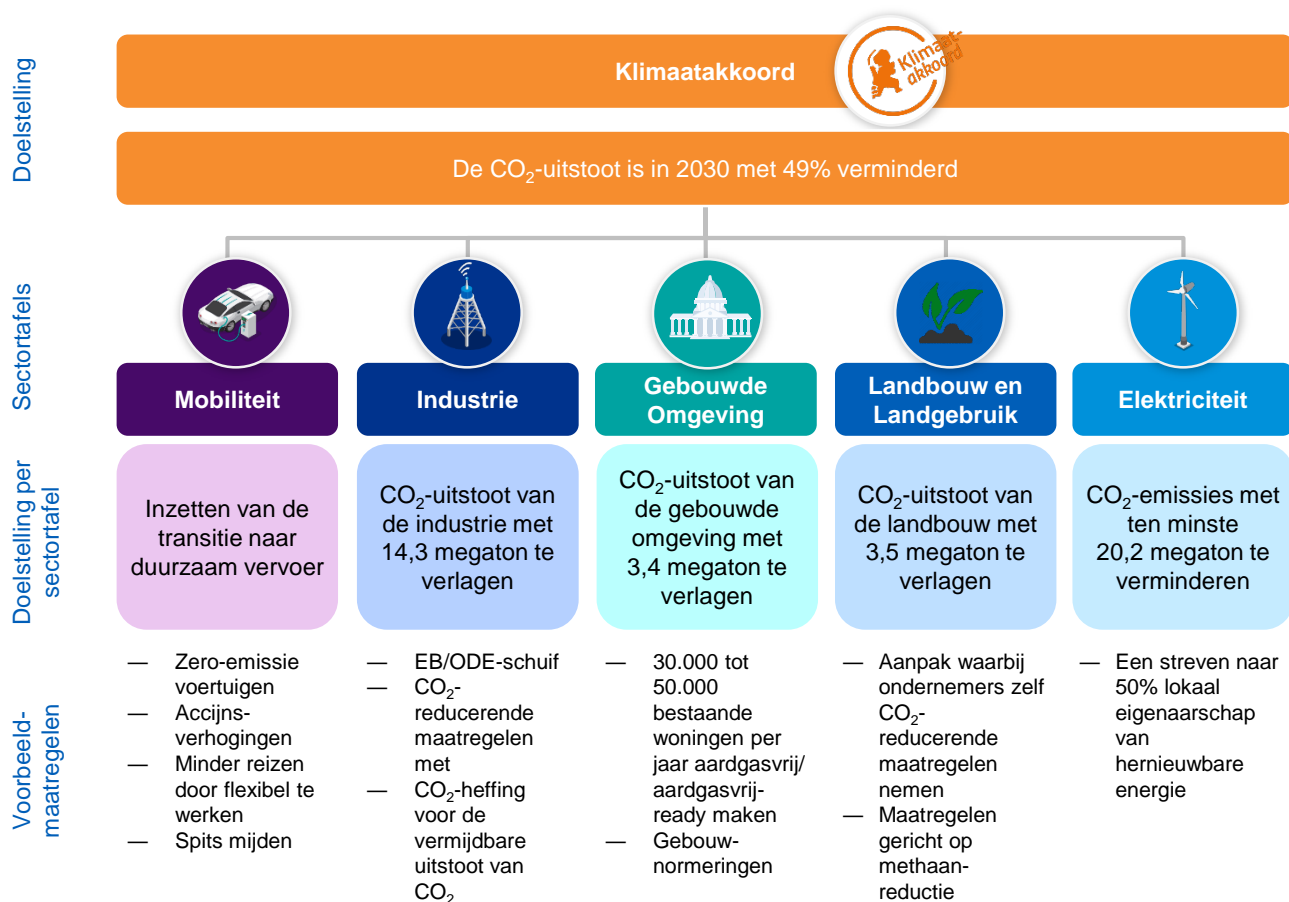 Doelstelling
Klimaatakkoord
Klimaat-
akkoord
De CO₂-uitstoot is in 2030 met 49% verminderd
Sectortafels
Mobiliteit
Industrie
Gebouwde
Omgeving
Landbouw en
Landgebruik
Elektriciteit
Doelstelling per
sectortafel
Inzetten van de
transitie naar
duurzaam vervoer
CO₂-uitstoot van
de industrie met
14,3 megaton te
verlagen
CO₂-uitstoot van
de gebouwde
omgeving met
3,4 megaton te
verlagen
CO₂-uitstoot van
de landbouw met
3,5 megaton te
verlagen
CO₂-emissies met
ten minste
20,2 megaton te
verminderen
Voorbeeld-
maatregelen
— Zero-emissie
voertuigen
— Accijns-
verhogingen
— Minder reizen
door flexibel te
werken
— Spits mijden
— EB/ODE-schuif
— CO₂-
reducerende
maatregelen
met
— CO₂-heffing
voor de
vermijdbare
uitstoot van
CO₂
— 30.000 tot
50.000
bestaande
woningen per
jaar aardgasvrij/
aardgasvrij-
ready maken
— Gebouw-
normeringen
— Aanpak waarbij
ondernemers zelf
CO₂-
reducerende
maatregelen
nemen
— Maatregelen
gericht op
methaan-
reductie
— Een streven naar
50% lokaal
eigenaarschap
van
hernieuwbare
energie